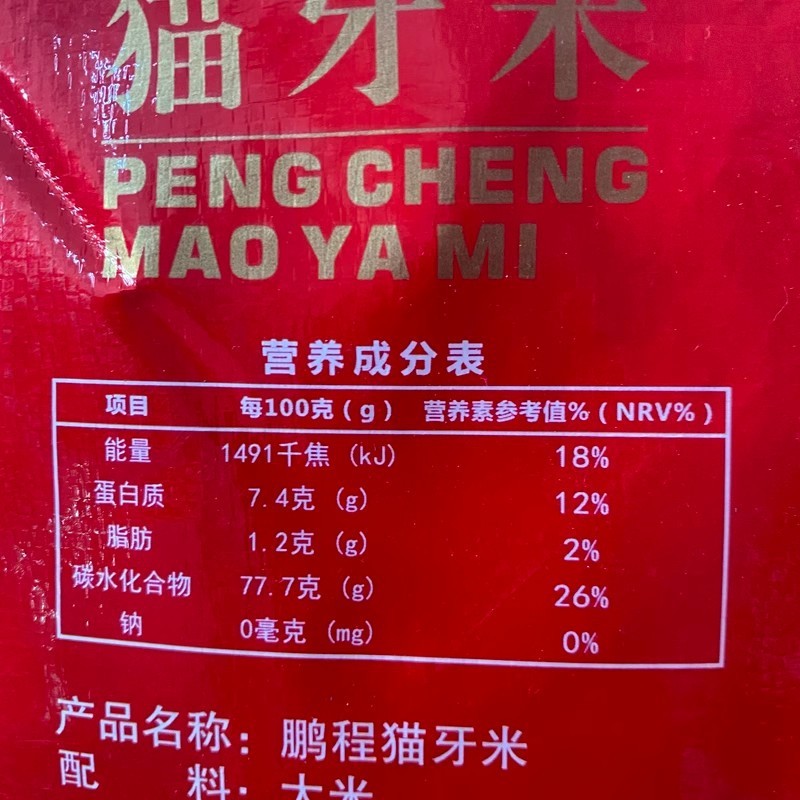 猫牙米
PENG CHENG
MAO YA MI
营养成分表
项目 每100克(g) 营养素参考值%(NRV%)
能量 1491千焦 (kJ) 18%
蛋白质 7.4克 (g) 12%
脂肪 1.2克 (g) 2%
碳水化合物 77.7克 (g) 26%
钠 0毫克 (mg) 0%
产品名称：鹏程猫牙米
配 料：大米